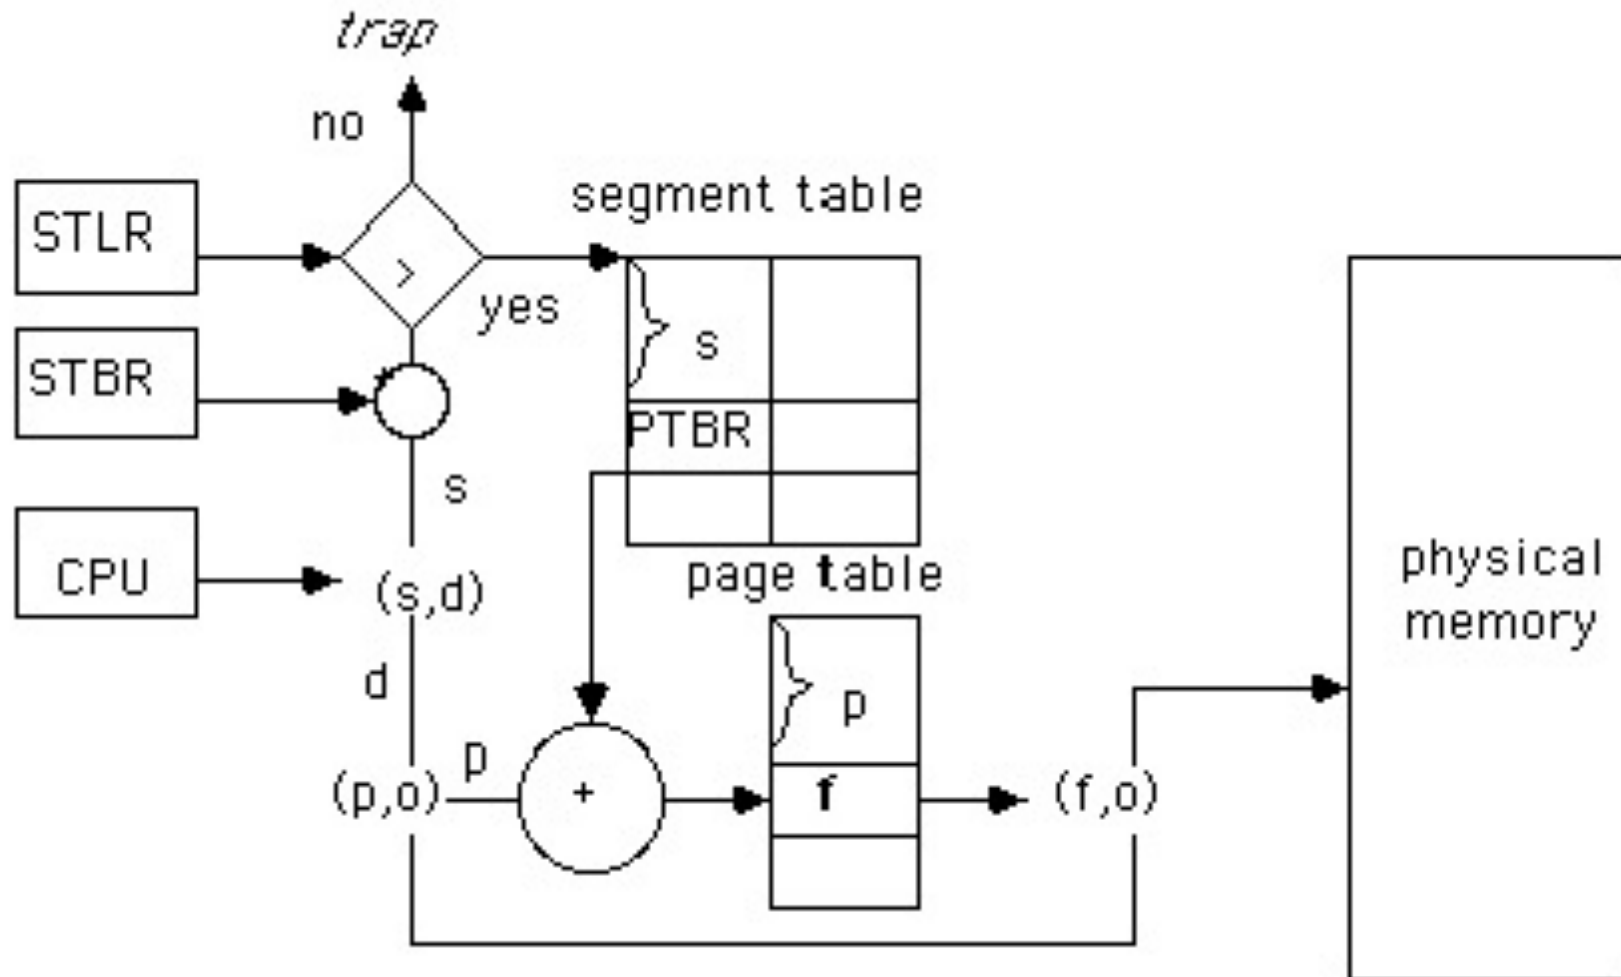 trap
no
segment table
STLR
>
yes
s
STBR
PTBR
s
CPU
(s,d)
page table
physical
memory
d
p
p
(p,o)
+
f
(f,o)